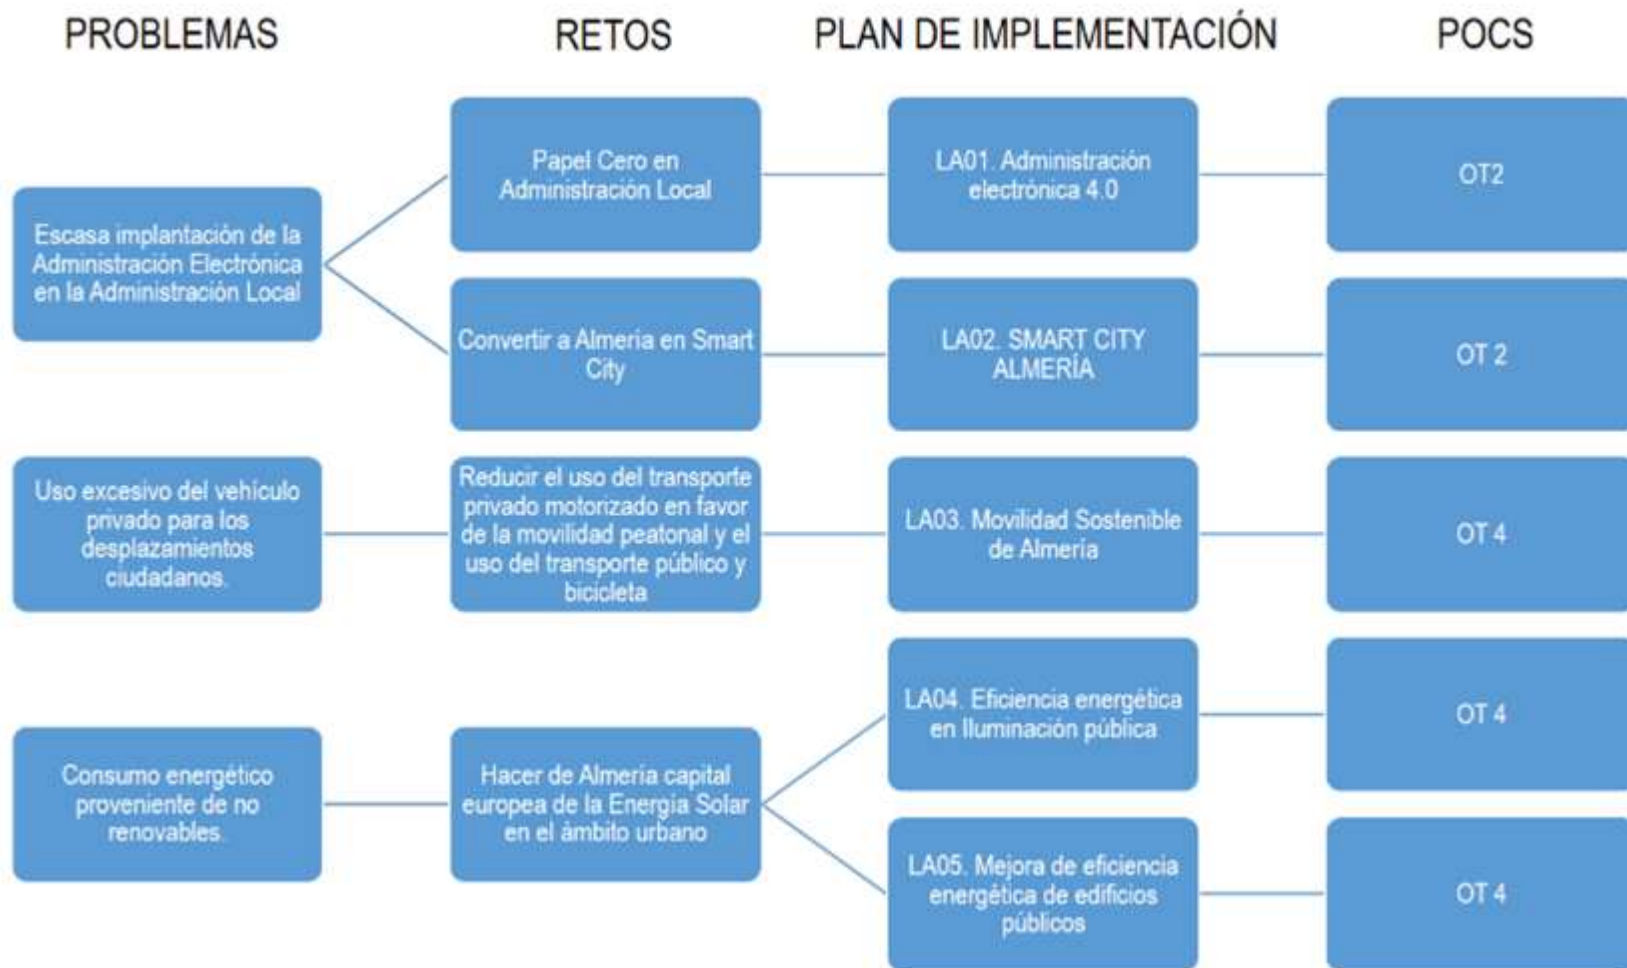 PROBLEMAS
RETOS
PLAN DE IMPLEMENTACIÓN
POCS
Escasa implantación de la
Administración Electrónica
en la Administración Local
Papel Cero en
Administración Local
LA01. Administración
electrónica 4.0
OT2
Convertir a Almería en Smart
City
LA02. SMART CITY
ALMERÍA
OT 2
Uso excesivo del vehículo
privado para los
desplazamientos
ciudadanos.
Reducir el uso del transporte
privado motorizado en favor
de la movilidad peatonal y el
uso del transporte público y
bicicleta
LA03. Movilidad Sostenible
de Almería
OT 4
Consumo energético
proveniente de no
renovables.
Hacer de Almería capital
europea de la Energía Solar
en el ámbito urbano
LA04. Eficiencia energética
en Iluminación pública
OT 4
LA05. Mejora de eficiencia
energética de edificios
públicos
OT 4